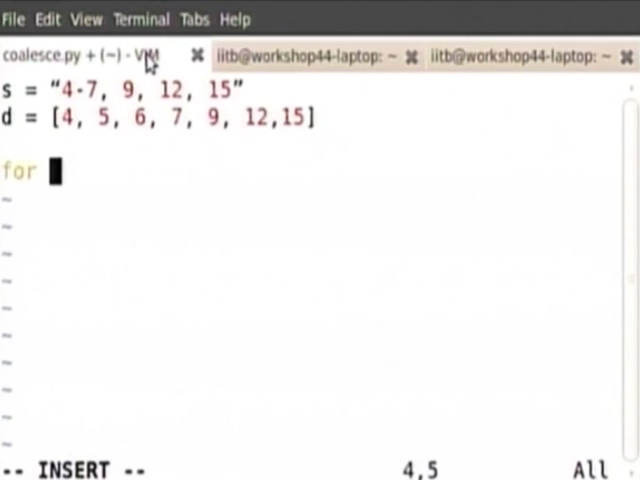 File Edit View Terminal Tabs Help
coalesce.py + (~) - VIM ✖ iitb@workshop44-laptop: ~ ✖ iitb@workshop44-laptop: ~ ✖
s = “4-7, 9, 12, 15”
d = [4, 5, 6, 7, 9, 12,15]
for
~
~
~
~
~
~
~
~
~
~
-- INSERT -- 4,5 All